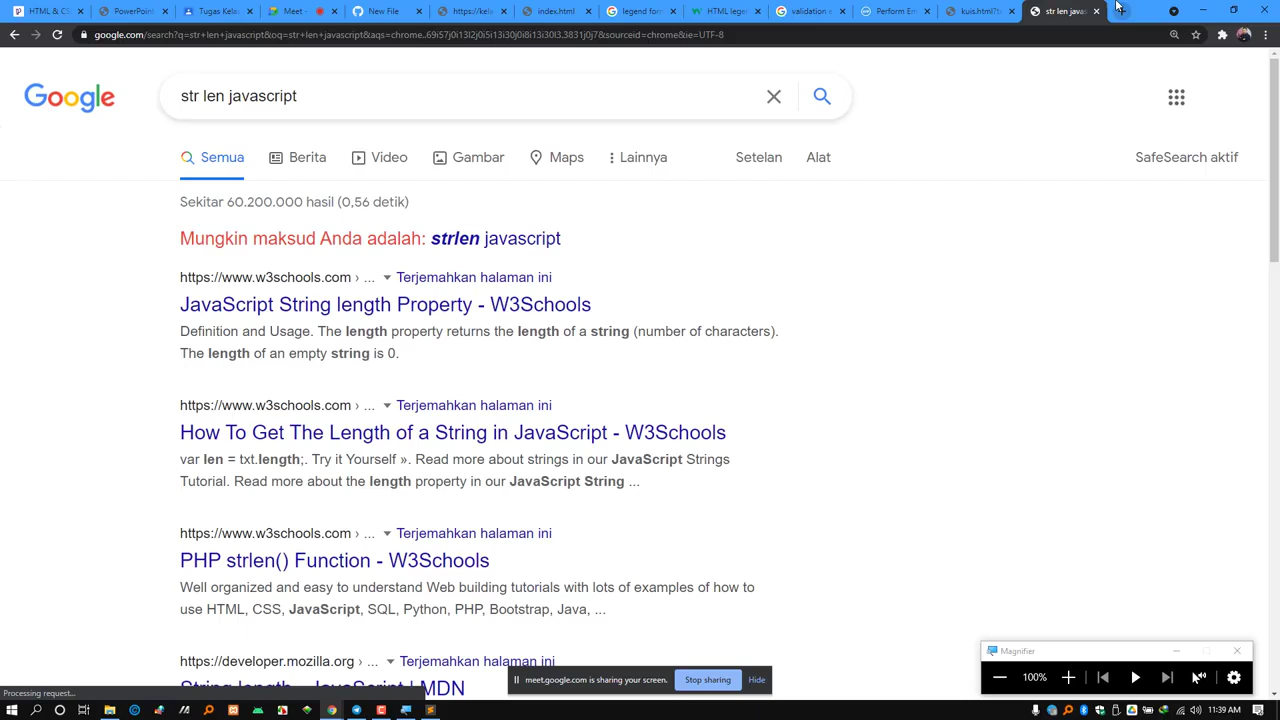 HTML & CS
PowerPoint
Tugas Kela
Meet -
New File
https://kela
index.html
legend form
HTML leger
validation e
Perform Em
kuis.html?u
str len javas
google.com/search?q=str+len+javascript&oq=str+len+javascript&aqs=chrome..69i57j0i13l2j0i5i13i30j0i8i13i30l3.3831j0j7&sourceid=chrome&ie=UTF-8
Google
str len javascript
Semua
Berita
Video
Gambar
Maps
Lainnya
Setelan
Alat
SafeSearch aktif
Sekitar 60.200.000 hasil (0,56 detik)
Mungkin maksud Anda adalah: strlen javascript
https://www.w3schools.com › ... Terjemahkan halaman ini
JavaScript String length Property - W3Schools
Definition and Usage. The length property returns the length of a string (number of characters).
The length of an empty string is 0.
https://www.w3schools.com › ... Terjemahkan halaman ini
How To Get The Length of a String in JavaScript - W3Schools
var len = txt.length;. Try it Yourself ». Read more about strings in our JavaScript Strings
Tutorial. Read more about the length property in our JavaScript String ...
https://www.w3schools.com › ... Terjemahkan halaman ini
PHP strlen() Function - W3Schools
Well organized and easy to understand Web building tutorials with lots of examples of how to
use HTML, CSS, JavaScript, SQL, Python, PHP, Bootstrap, Java, ...
https://developer.mozilla.org › ... Terjemahkan halaman ini
String length - JavaScript | MDN
Processing request...
meet.google.com is sharing your screen.
Stop sharing
Hide
Magnifier
100%
11:39 AM